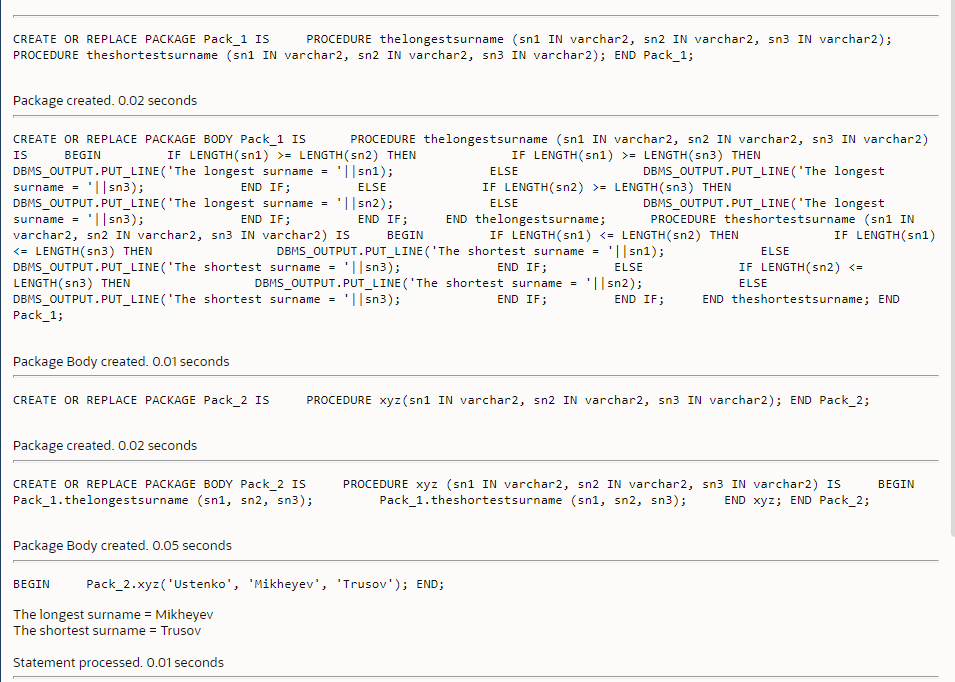 CREATE OR REPLACE PACKAGE Pack_1 IS     PROCEDURE thelongestsurname (sn1 IN varchar2, sn2 IN varchar2, sn3 IN varchar2);
PROCEDURE theshortestsurname (sn1 IN varchar2, sn2 IN varchar2, sn3 IN varchar2); END Pack_1;
Package created. 0.02 seconds
CREATE OR REPLACE PACKAGE BODY Pack_1 IS      PROCEDURE thelongestsurname (sn1 IN varchar2, sn2 IN varchar2, sn3 IN varchar2)
IS     BEGIN         IF LENGTH(sn1) >= LENGTH(sn2) THEN             IF LENGTH(sn1) >= LENGTH(sn3) THEN
DBMS_OUTPUT.PUT_LINE('The longest surname = '||sn1);             ELSE                 DBMS_OUTPUT.PUT_LINE('The longest
surname = '||sn3);             END IF;         ELSE             IF LENGTH(sn2) >= LENGTH(sn3) THEN
DBMS_OUTPUT.PUT_LINE('The longest surname = '||sn2);             ELSE                 DBMS_OUTPUT.PUT_LINE('The longest
surname = '||sn3);             END IF;         END IF;     END thelongestsurname;      PROCEDURE theshortestsurname (sn1 IN
varchar2, sn2 IN varchar2, sn3 IN varchar2) IS     BEGIN         IF LENGTH(sn1) <= LENGTH(sn2) THEN             IF LENGTH(sn1)
<= LENGTH(sn3) THEN                 DBMS_OUTPUT.PUT_LINE('The shortest surname = '||sn1);             ELSE
DBMS_OUTPUT.PUT_LINE('The shortest surname = '||sn3);             END IF;         ELSE             IF LENGTH(sn2) <=
LENGTH(sn3) THEN                 DBMS_OUTPUT.PUT_LINE('The shortest surname = '||sn2);             ELSE
DBMS_OUTPUT.PUT_LINE('The shortest surname = '||sn3);             END IF;         END IF;     END theshortestsurname; END
Pack_1;
Package Body created. 0.01 seconds
CREATE OR REPLACE PACKAGE Pack_2 IS     PROCEDURE xyz(sn1 IN varchar2, sn2 IN varchar2, sn3 IN varchar2); END Pack_2;
Package created. 0.02 seconds
CREATE OR REPLACE PACKAGE BODY Pack_2 IS     PROCEDURE xyz (sn1 IN varchar2, sn2 IN varchar2, sn3 IN varchar2) IS     BEGIN
Pack_1.thelongestsurname (sn1, sn2, sn3);         Pack_1.theshortestsurname (sn1, sn2, sn3);     END xyz; END Pack_2;
Package Body created. 0.05 seconds
BEGIN     Pack_2.xyz('Ustenko', 'Mikheyev', 'Trusov'); END;
The longest surname = Mikheyev
The shortest surname = Trusov
Statement processed. 0.01 seconds